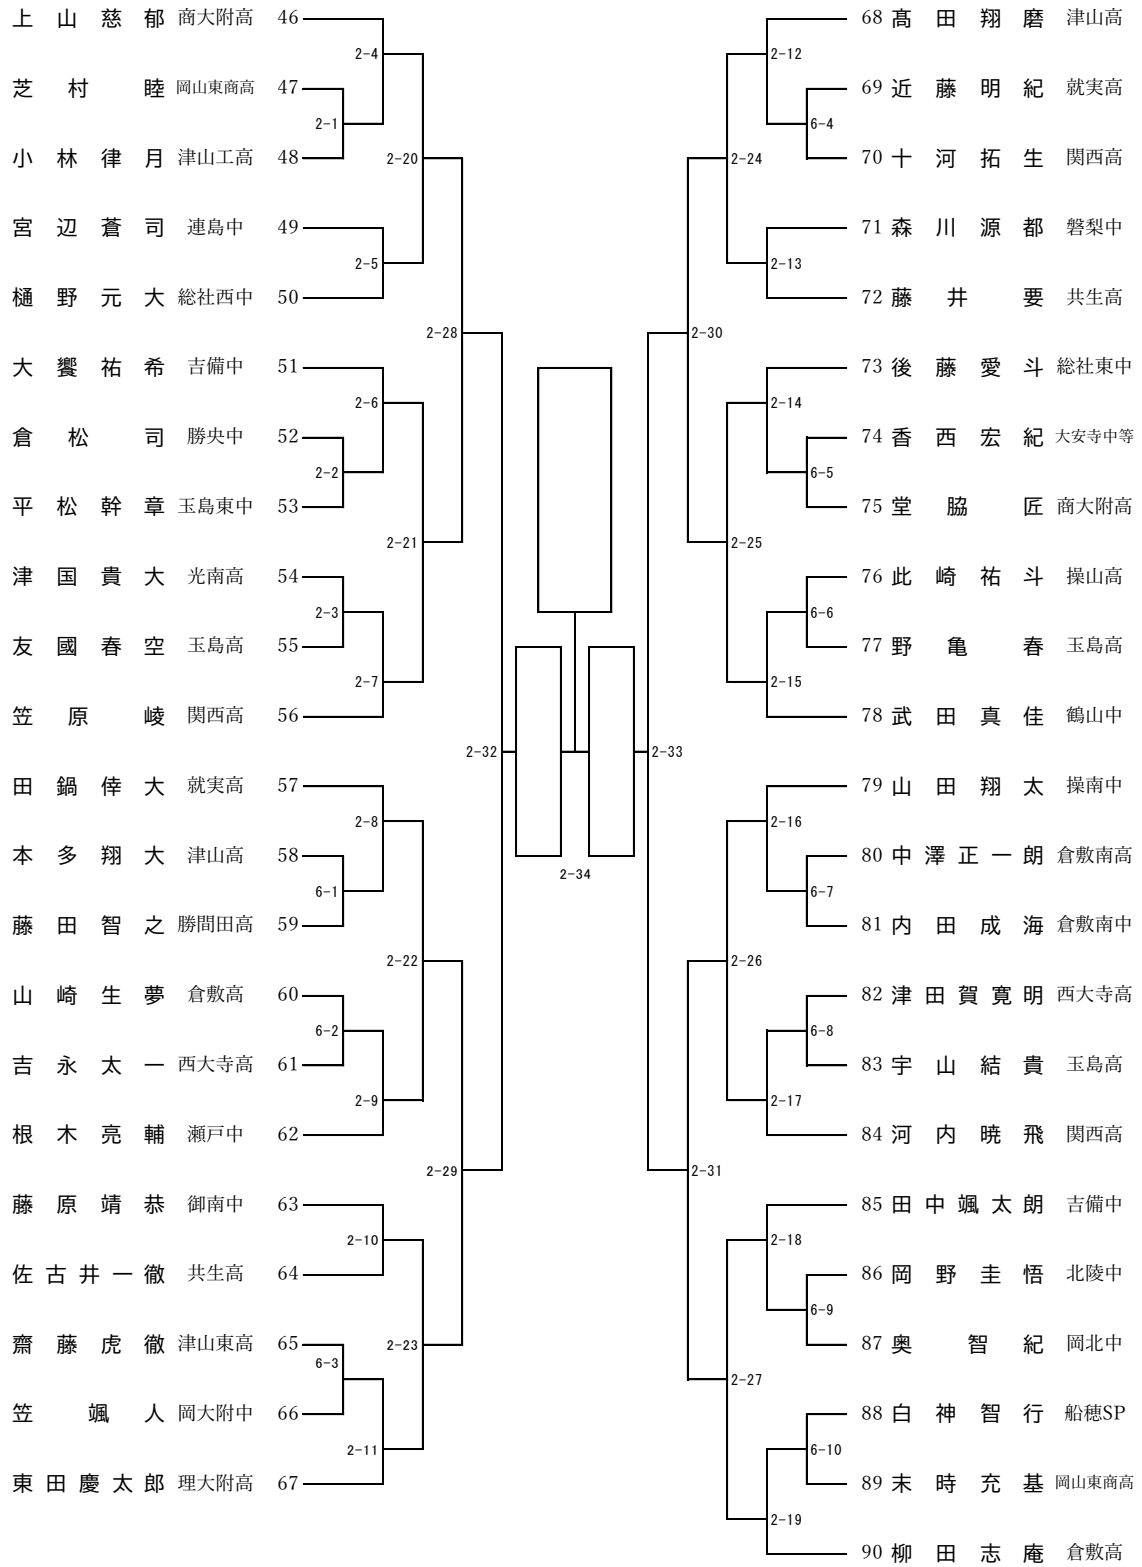 上山慈郁 商大附高 46
2-4
芝村睦 岡山東商高 47
2-1
小林律月 津山工高 48
2-20
宮辺蒼司 連島中 49
2-5
樋野元大 総社西中 50
2-28
大饗祐希 吉備中 51
2-6
倉松司 勝央中 52
2-2
平松幹章 玉島東中 53
2-21
津国貴大 光南高 54
2-3
友國春空 玉島高 55
2-7
笠原崚 関西高 56
2-32
田鍋倖大 就実高 57
2-8
本多翔大 津山高 58
6-1
藤田智之 勝間田高 59
2-22
山崎生夢 倉敷高 60
6-2
吉永太一 西大寺高 61
2-9
根木亮輔 瀬戸中 62
2-29
藤原靖恭 御南中 63
2-10
佐古井一徹 共生高 64
齋藤虎徹 津山東高 65
2-23
6-3
笠颯人 岡大附中 66
2-11
東田慶太郎 理大附高 67
2-34
68 髙田翔磨 津山高
2-12
69 近藤明紀 就実高
6-4
70 十河拓生 関西高
2-24
71 森川源都 磐梨中
2-13
72 藤井要 共生高
2-30
73 後藤愛斗 総社東中
2-14
74 香西宏紀 大安寺中等
6-5
75 堂脇匠 商大附高
2-25
76 此崎祐斗 操山高
6-6
77 野亀春 玉島高
2-15
78 武田真佳 鶴山中
2-33
79 山田翔太 操南中
2-16
80 中澤正一朗 倉敷南高
6-7
81 内田成海 倉敷南中
2-26
82 津田賀寛明 西大寺高
6-8
83 宇山結貴 玉島高
2-17
84 河内暁飛 関西高
2-31
85 田中颯太朗 吉備中
2-18
86 岡野圭悟 北陵中
6-9
87 奥智紀 岡北中
2-27
88 白神智行 船穂SP
6-10
89 末時充基 岡山東商高
2-19
90 柳田志庵 倉敷高